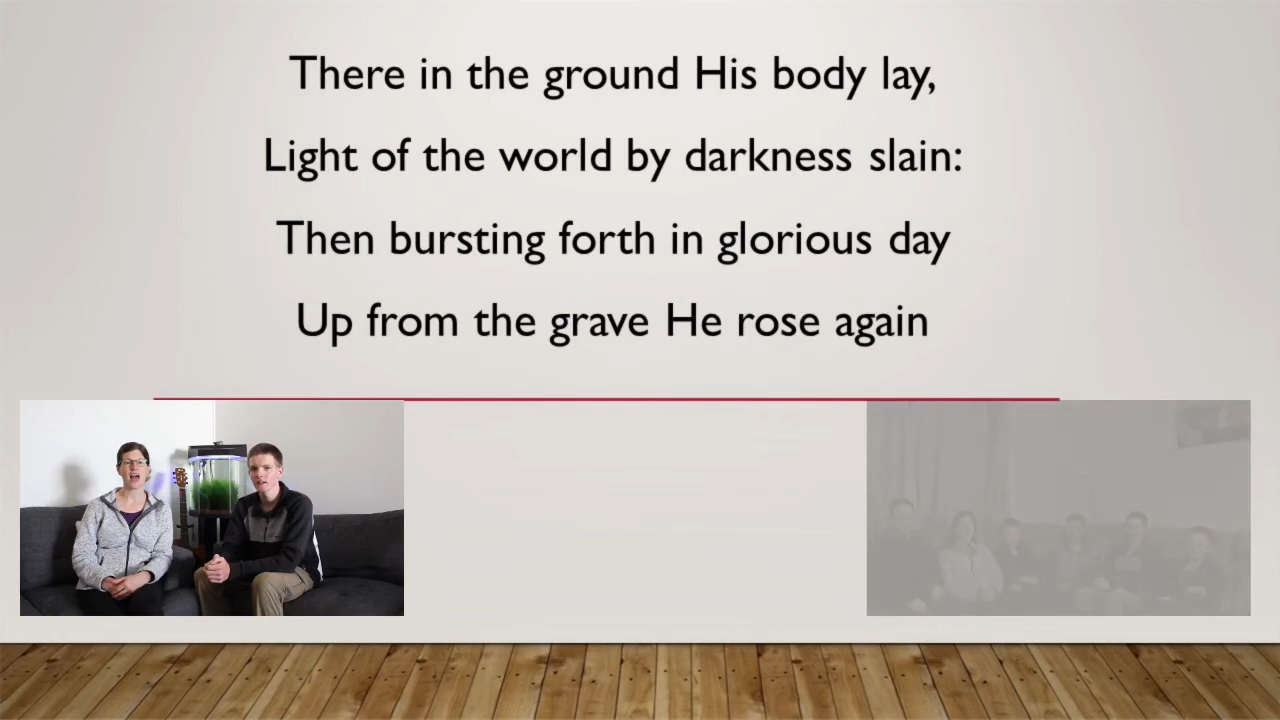 There in the ground His body lay,
Light of the world by darkness slain:
Then bursting forth in glorious day
Up from the grave He rose again